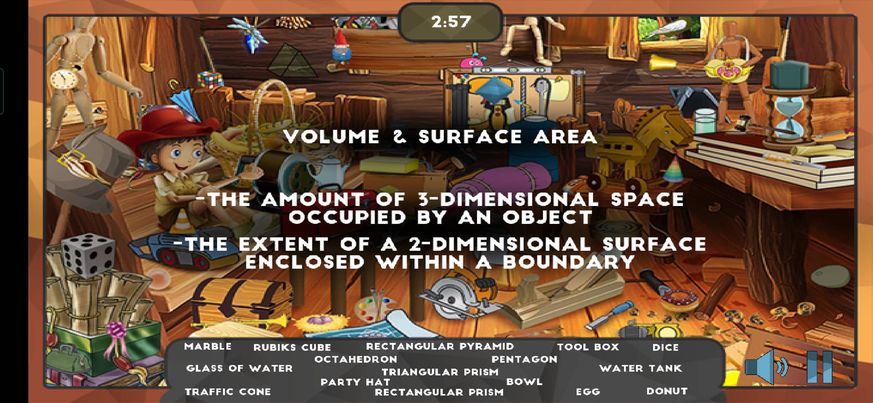 2:57
VOLUME & SURFACE AREA
-THE AMOUNT OF 3-DIMENSIONAL SPACE
OCCUPIED BY AN OBJECT
-THE EXTENT OF A 2-DIMENSIONAL SURFACE
ENCLOSED WITHIN A BOUNDARY
MARBLE RUBIKS CUBE RECTANGULAR PYRAMID TOOL BOX DICE
OCTAHEDRON PENTAGON
GLASS OF WATER TRIANGULAR PRISM WATER TANK
PARTY HAT BOWL
TRAFFIC CONE RECTANGULAR PRISM EGG DONUT